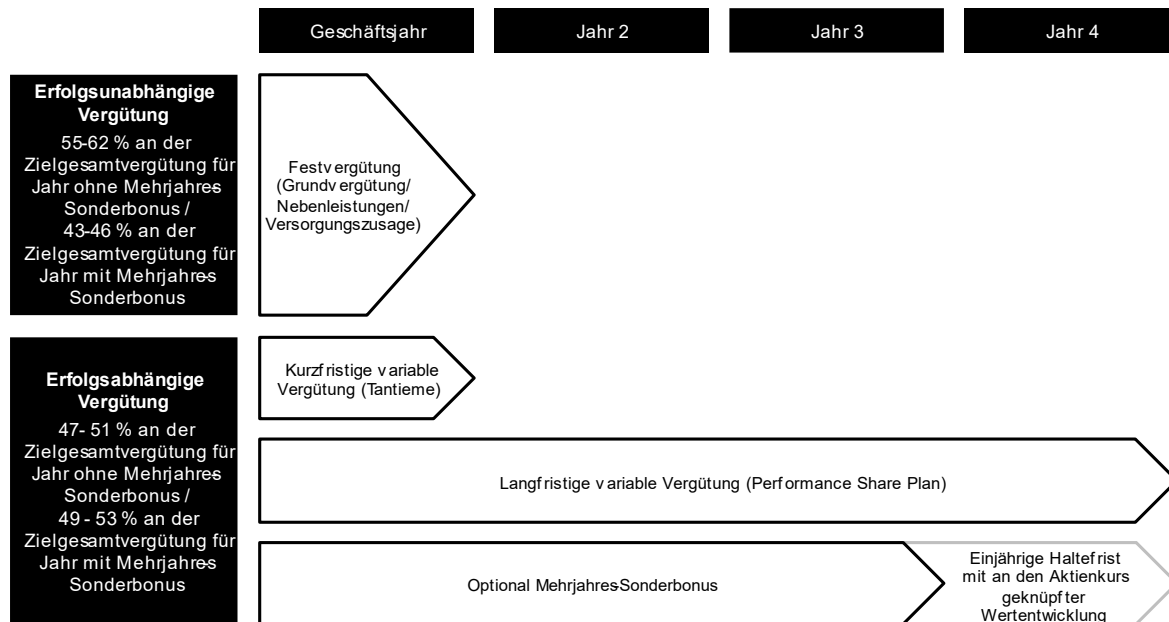 Geschäftsjahr
Jahr 2
Jahr 3
Jahr 4
Erfolgsunabhängige
Vergütung
55-62 % an der
Zielgesamtvergütung für
Jahr ohne Mehrjahres-
Sonderbonus /
43-46 % an der
Zielgesamtvergütung für
Jahr mit Mehrjahres-
Sonderbonus
Festvergütung
(Grundvergütung/
Nebenleistungen/
Versorgungszusage)
Erfolgsabhängige
Vergütung
47- 51 % an der
Zielgesamtvergütung für
Jahr ohne Mehrjahres-
Sonderbonus /
49 - 53 % an der
Zielgesamtvergütung für
Jahr mit Mehrjahres-
Sonderbonus
Kurzfristige variable
Vergütung (Tantieme)
Langfristige variable Vergütung (Performance Share Plan)
Optional Mehrjahres-Sonderbonus
Einjährige Haltefrist
mit an den Aktienkurs
geknüpfter
Wertentwicklung